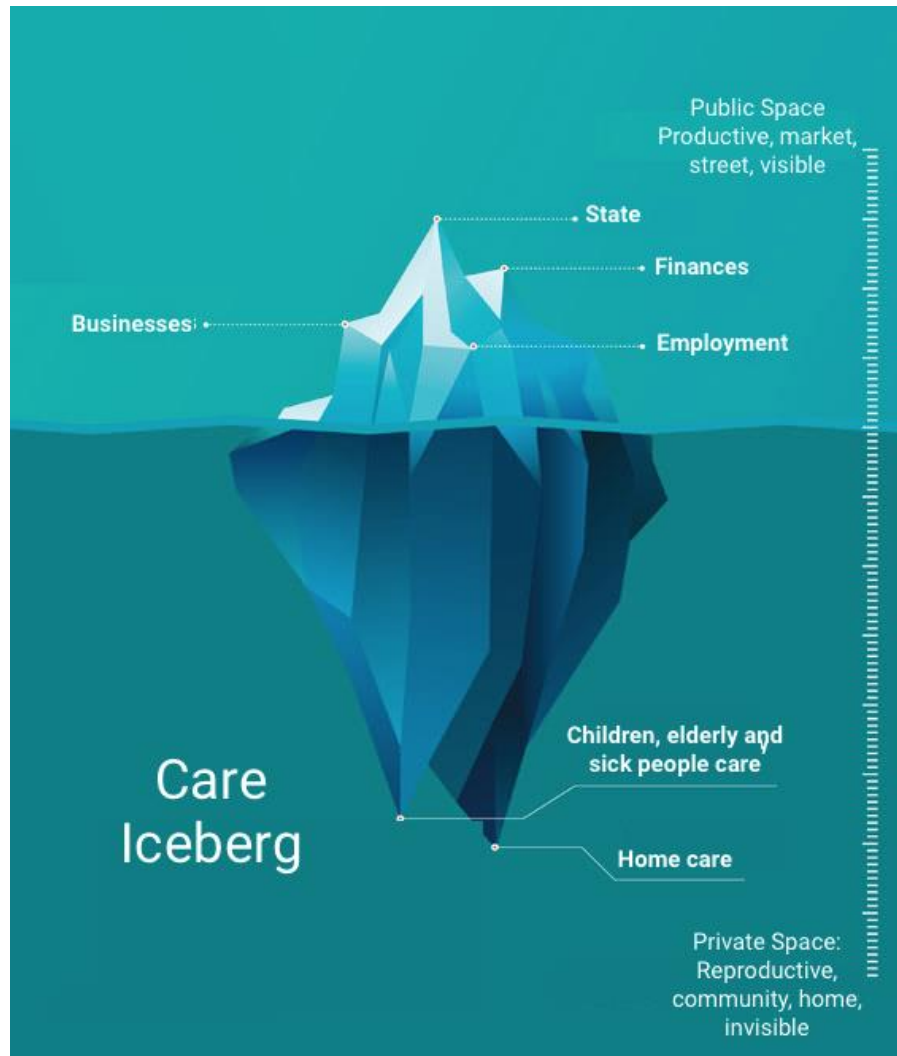 Public Space
Productive, market,
street, visible
State
Finances
Businesses:
Employment
Children, elderly and
sick people care
Home care
Care
Iceberg
Private Space:
Reproductive,
community, home,
invisible